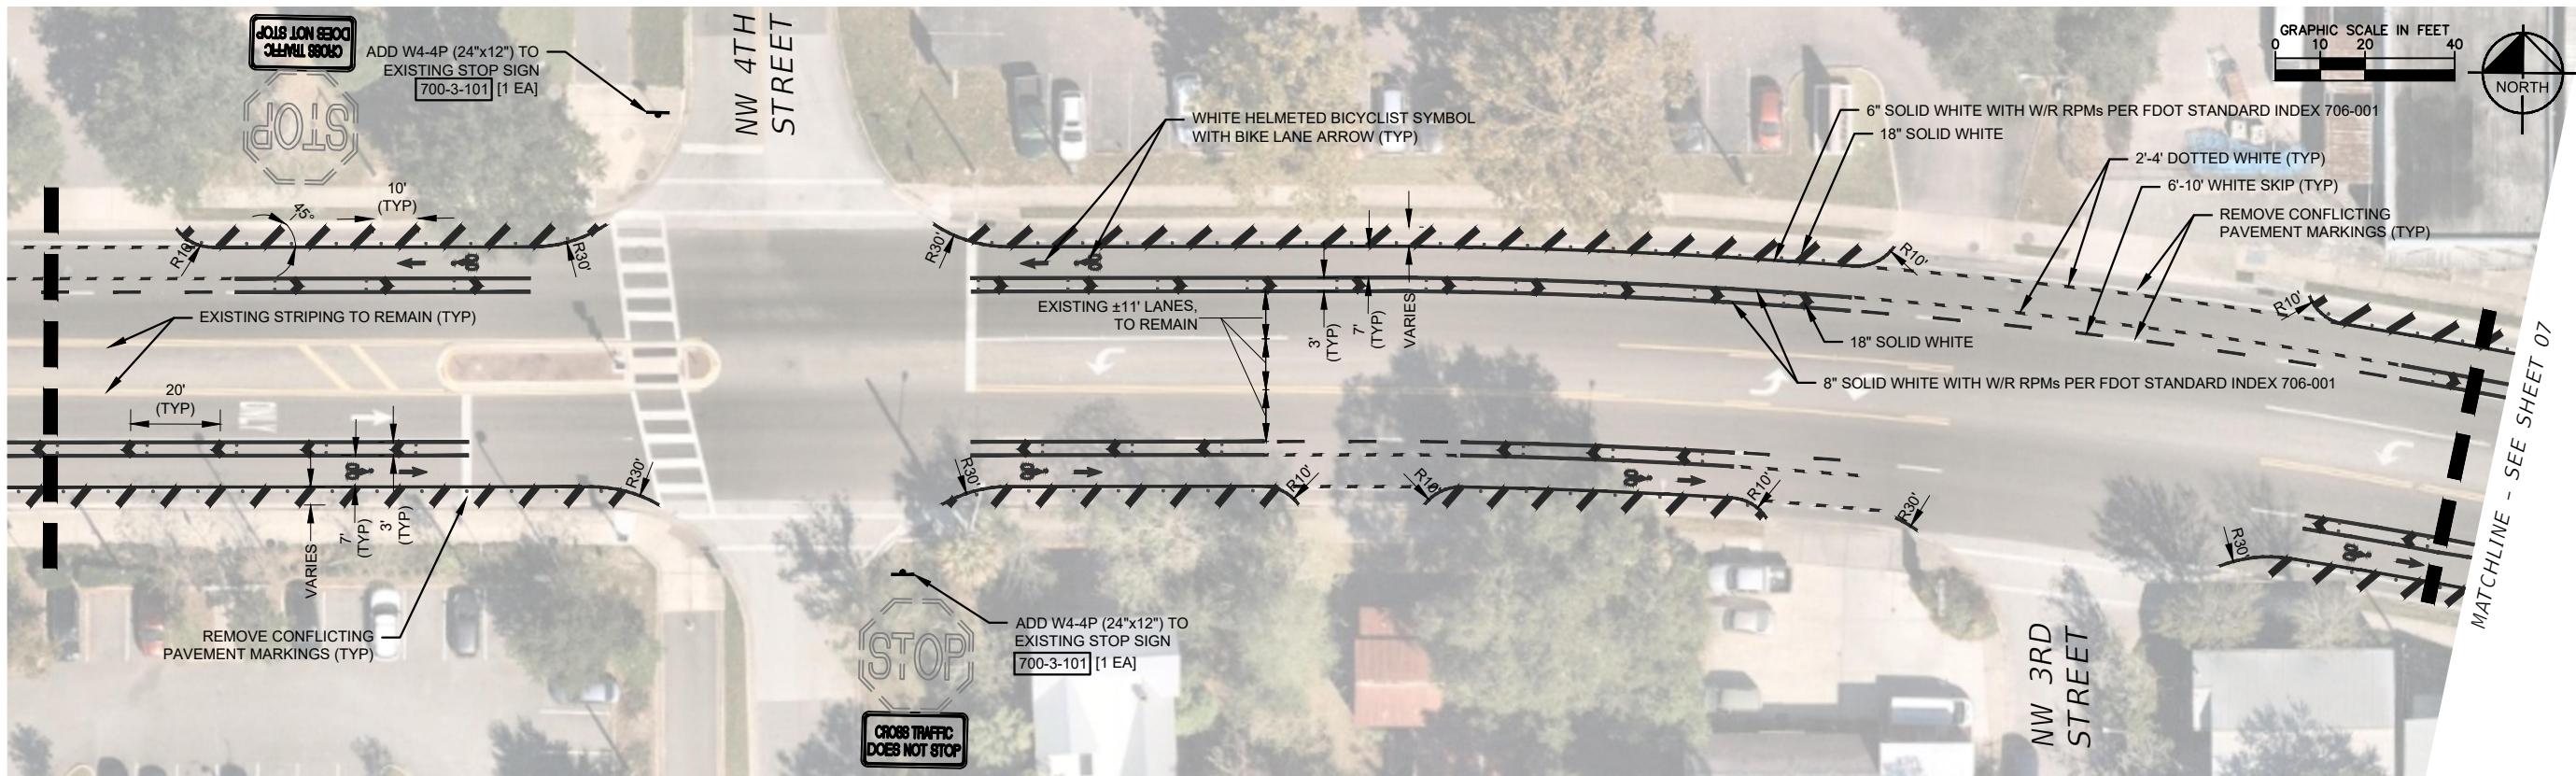 CROSS TRAFFIC
DOES NOT STOP
STOP
ADD W4-4P (24"x12") TO
EXISTING STOP SIGN
700-3-101 [1 EA]
NW 4TH
STREET
WHITE HELMETED BICYCLIST SYMBOL
WITH BIKE LANE ARROW (TYP)
6" SOLID WHITE WITH W/R RPMs PER FDOT STANDARD INDEX 706-001
18" SOLID WHITE
2'-4' DOTTED WHITE (TYP)
6'-10' WHITE SKIP (TYP)
REMOVE CONFLICTING
PAVEMENT MARKINGS (TYP)
GRAPHIC SCALE IN FEET
0 10 20 40
NORTH
10'
(TYP)
45°
R10'
R30'
R30'
R10'
R10'
EXISTING STRIPING TO REMAIN (TYP)
EXISTING ±11' LANES,
TO REMAIN
3'
(TYP)
7'
(TYP)
VARIES
18" SOLID WHITE
8" SOLID WHITE WITH W/R RPMs PER FDOT STANDARD INDEX 706-001
20'
(TYP)
ONLY
R30'
R30'
R10'
R10'
R10'
R30'
R30'
VARIES
7'
(TYP)
3'
(TYP)
REMOVE CONFLICTING
PAVEMENT MARKINGS (TYP)
ADD W4-4P (24"x12") TO
EXISTING STOP SIGN
700-3-101 [1 EA]
STOP
CROSS TRAFFIC
DOES NOT STOP
NW 3RD
STREET
MATCHLINE - SEE SHEET 07